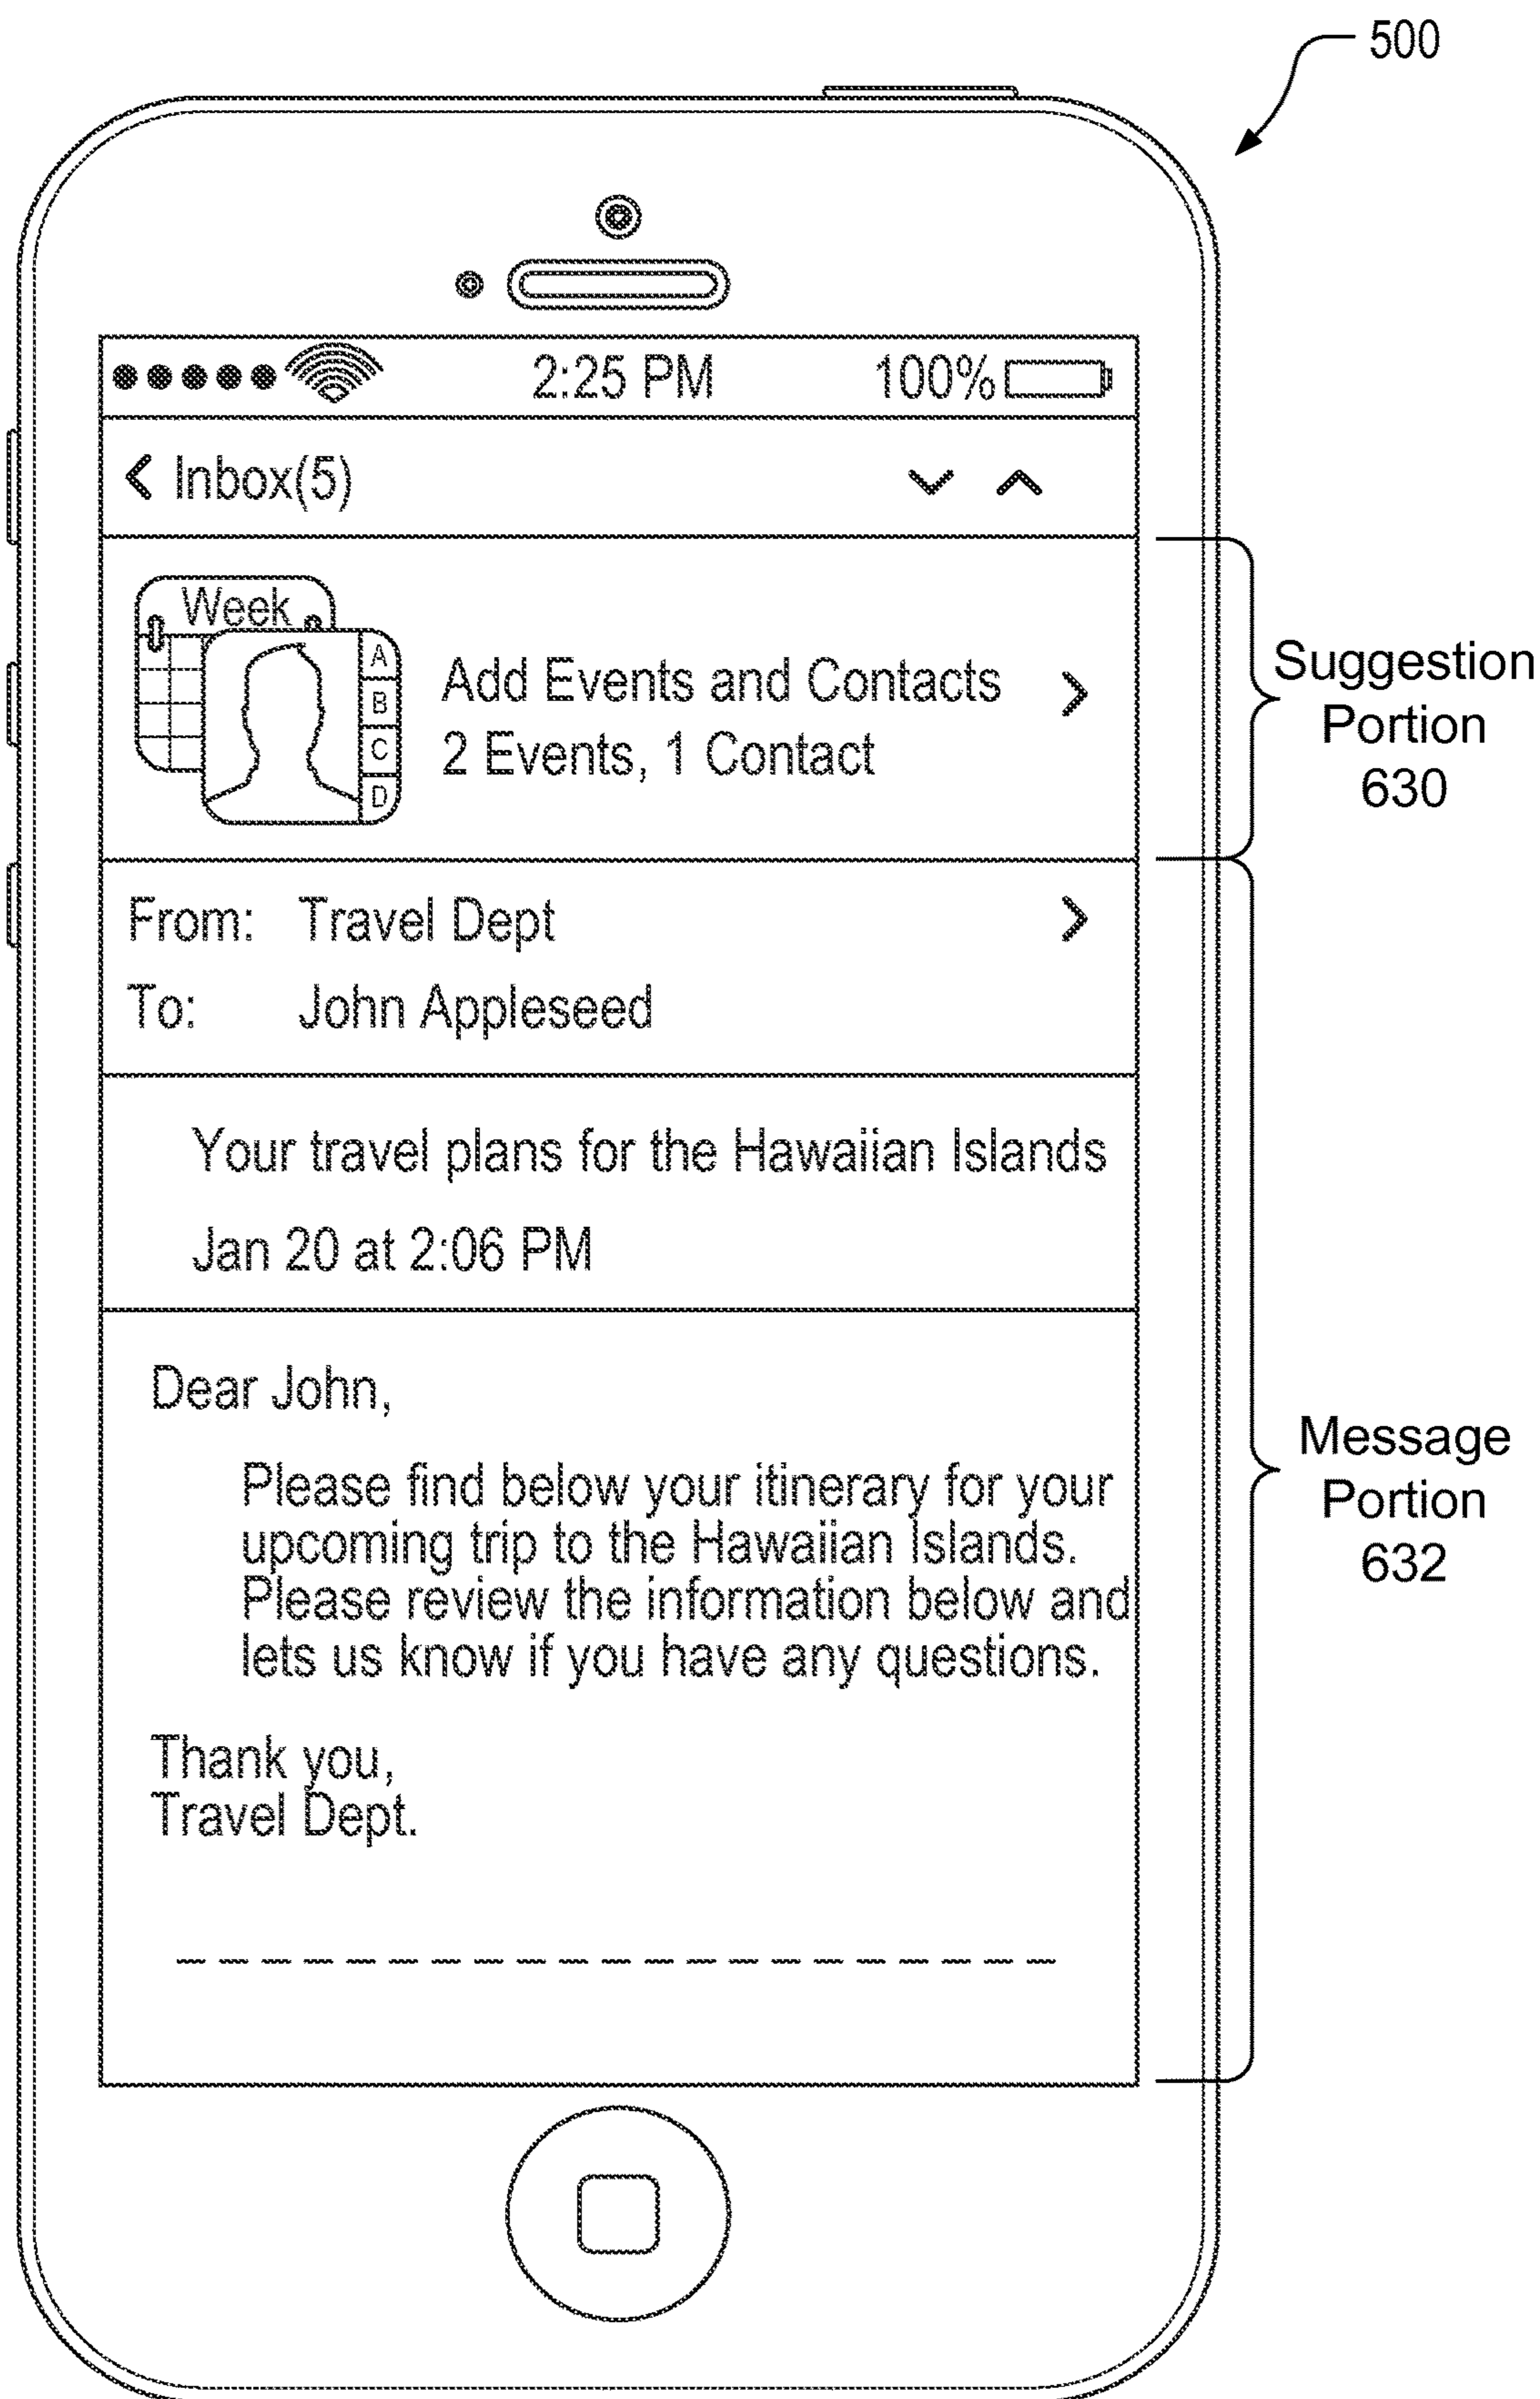 500
2:25 PM 100%
Inbox(5)
Week
A
B
C
D
Add Events and Contacts
2 Events, 1 Contact
Suggestion
Portion
630
From: Travel Dept
To: John Appleseed
Your travel plans for the Hawaiian Islands
Jan 20 at 2:06 PM
Dear John,
Please find below your itinerary for your
upcoming trip to the Hawaiian Islands.
Please review the information below and
lets us know if you have any questions.
Thank you,
Travel Dept.
Message
Portion
632